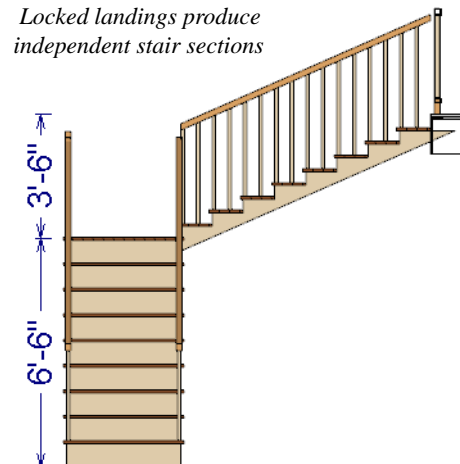 Locked landings produce
independent stair sections
3'-6"
6'-6"